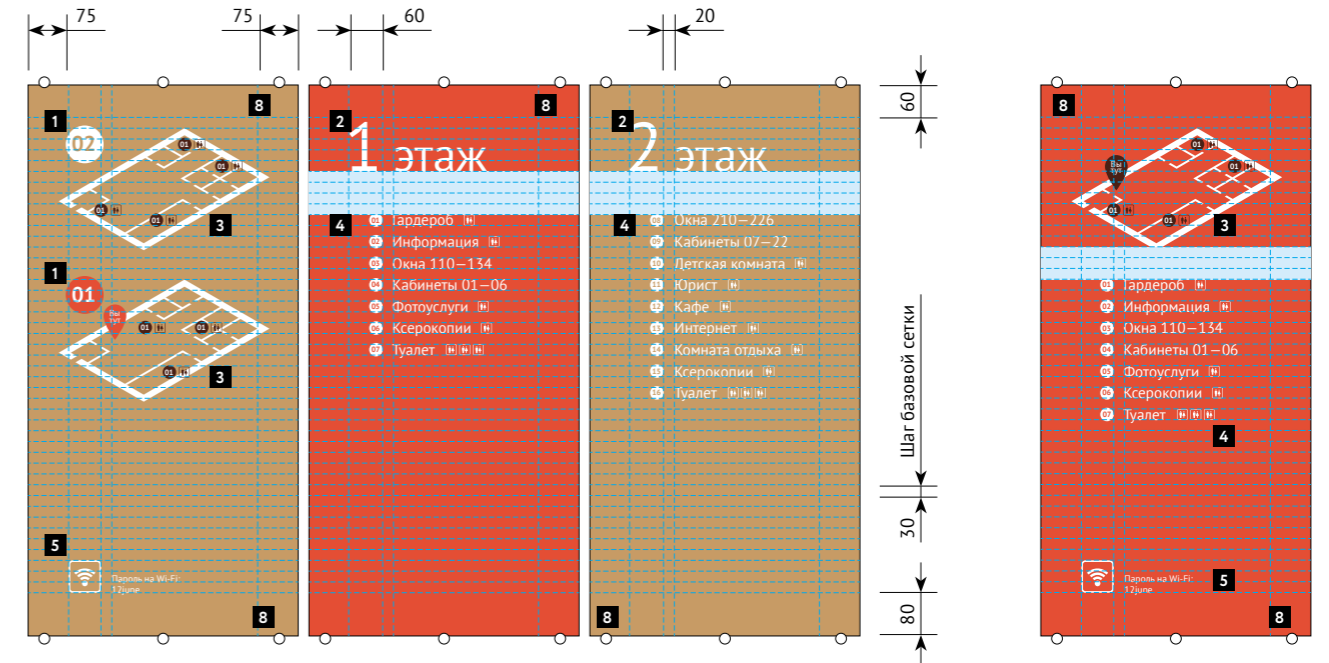 75
75
60
20
60
Шаг базовой сетки
30
80
1
8
02
01
01
01
01
3
1
01
Вы
тут
01
01
01
3
5
Пароль на Wi-Fi:
12june
8
2
8
1 этаж
4
01 Гардероб
02 Информация
03 Окна 110—134
04 Кабинеты 01—06
05 Фотоуслуги
06 Ксерокопии
07 Туалет
2
2 этаж
4
08 Окна 210—226
09 Кабинеты 07—22
10 Детская комната
11 Юрист
12 Кафе
13 Интернет
14 Комната отдыха
15 Ксерокопии
16 Туалет
8
8
Вы
тут
01
01
01
01
3
01 Гардероб
02 Информация
03 Окна 110—134
04 Кабинеты 01—06
05 Фотоуслуги
06 Ксерокопии
07 Туалет
4
Пароль на Wi-Fi:
12june
5
8